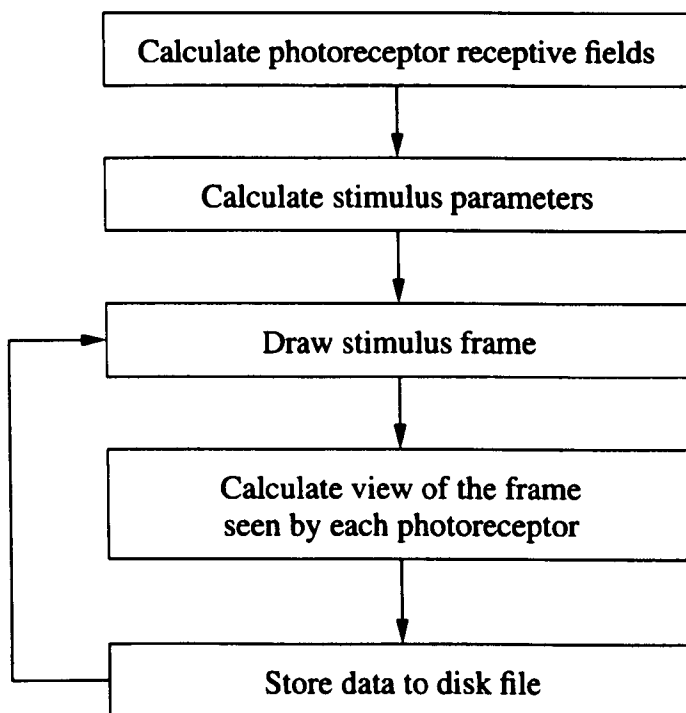 Calculate photoreceptor receptive fields
Calculate stimulus parameters
Draw stimulus frame
Calculate view of the frame
seen by each photoreceptor
Store data to disk file